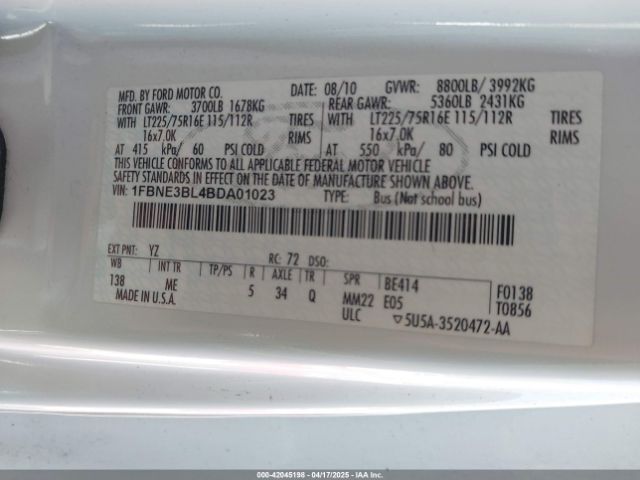 MFD. BY FORD MOTOR CO. 08/10 GVWR: 8800LB/ 3992KG
FRONT GAWR: 3700LB 1678KG REAR GAWR: 5360LB 2431KG
WITH LT225/75R16E 115/112R TIRES WITH LT225/75R16E 115/112R TIRES
16x7.0K RIMS 16x7.0K RIMS
AT 415 kPa/ 60 PSI COLD AT 550 kPa/ 80 PSI COLD
THIS VEHICLE CONFORMS TO ALL APPLICABLE FEDERAL MOTOR VEHICLE
SAFETY STANDARDS IN EFFECT ON THE DATE OF MANUFACTURE SHOWN ABOVE.
VIN: 1FBNE3BL4BDA01023 TYPE: Bus (Not school bus)
EXT PNT: YZ RC: 72 DSO:
WB INT TR TP/PS R AXLE TR SPR BE414 F0138
138 ME 5 34 Q MM22 E05 T0856
MADE IN U.S.A. ULC ▽5U5A-3520472-AA
000-42045198 - 04/17/2025 - IAA Inc.